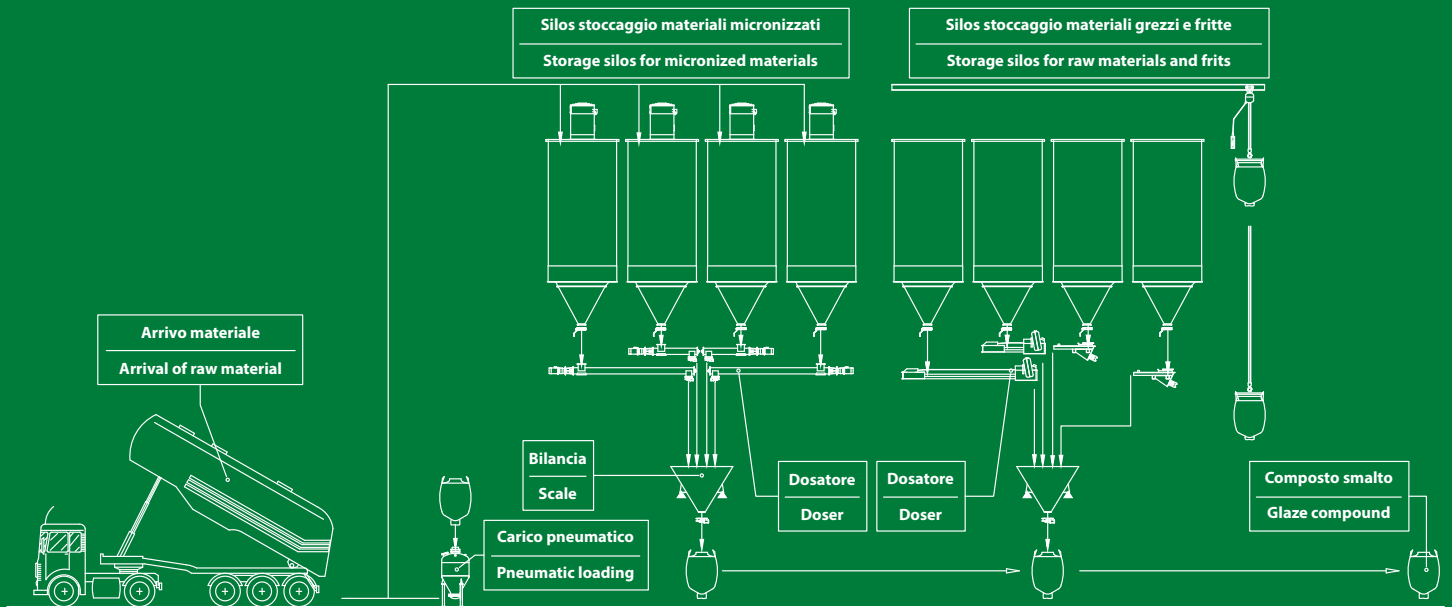 Silos stoccaggio materiali micronizzati
Storage silos for micronized materials
Silos stoccaggio materiali grezzi e fritte
Storage silos for raw materials and frits
Arrivo materiale
Arrival of raw material
Bilancia
Scale
Dosatore
Doser
Dosatore
Doser
Composto smalto
Glaze compound
Carico pneumatico
Pneumatic loading